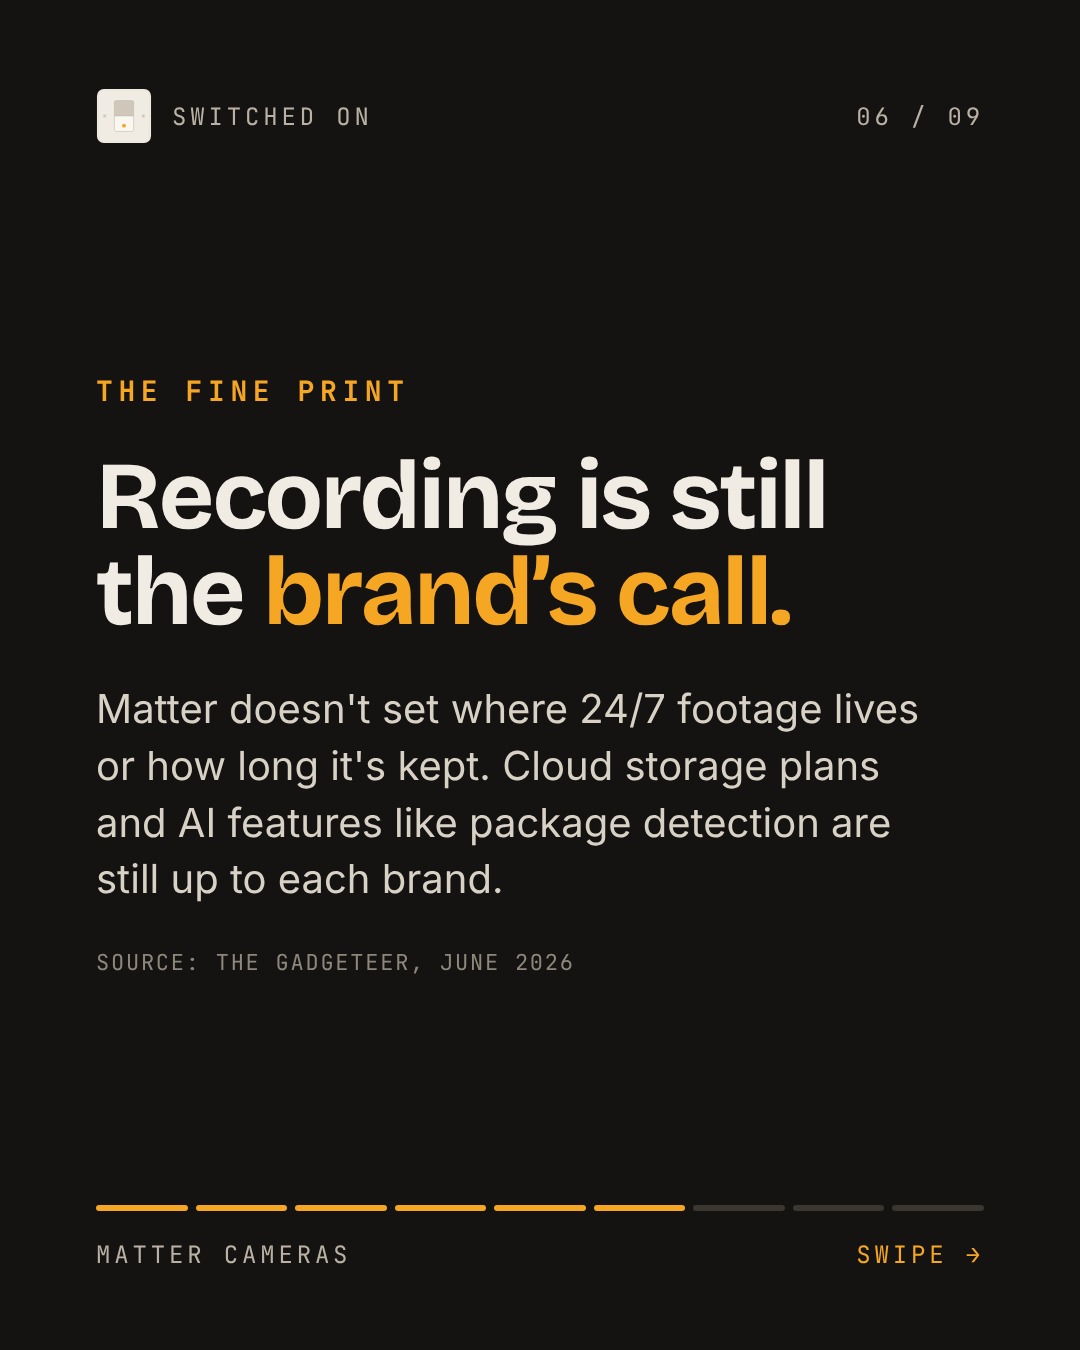 SWITCHED ON
06 / 09
THE FINE PRINT
Recording is still
the brand’s call.
Matter doesn't set where 24/7 footage lives
or how long it's kept. Cloud storage plans
and AI features like package detection are
still up to each brand.
SOURCE: THE GADGETEER, JUNE 2026
MATTER CAMERAS
SWIPE →